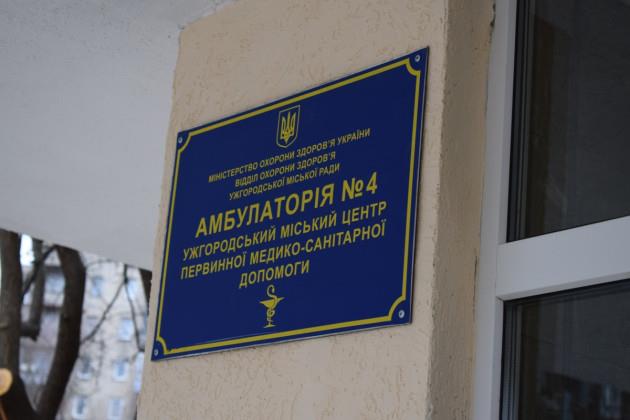 МІНІСТЕРСТВО ОХОРОНИ ЗДОРОВ'Я УКРАЇНИ
ВІДДІЛ ОХОРОНИ ЗДОРОВ'Я
УЖГОРОДСЬКОЇ МІСЬКОЇ РАДИ
АМБУЛАТОРІЯ №4
УЖГОРОДСЬКИЙ МІСЬКИЙ ЦЕНТР
ПЕРВИННОЇ МЕДИКО-САНІТАРНОЇ
ДОПОМОГИ